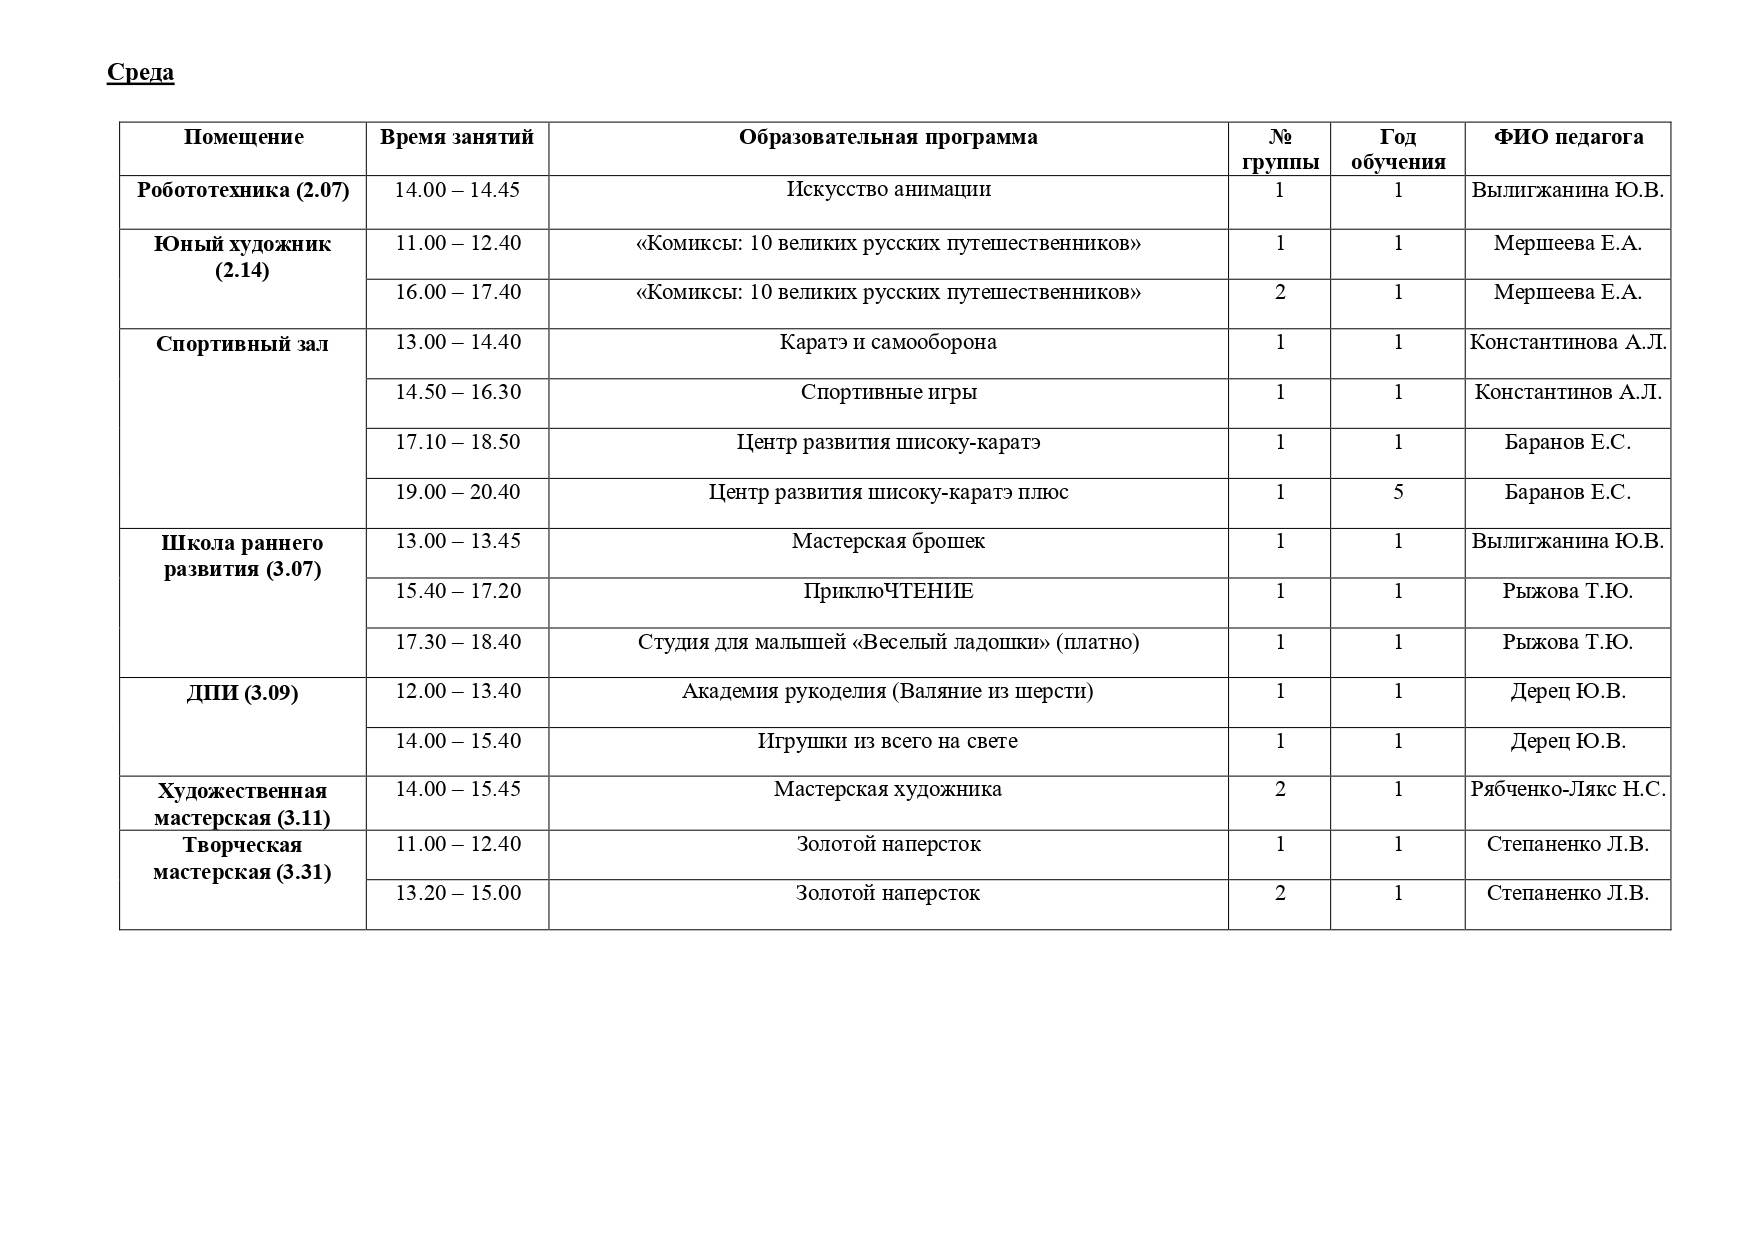 Среда
Помещение Время занятий Образовательная программа № группы Год обучения ФИО педагога
Робототехника (2.07) 14.00 – 14.45 Искусство анимации 1 1 Вылигжанина Ю.В.
Юный художник (2.14) 11.00 – 12.40 «Комиксы: 10 великих русских путешественников» 1 1 Мершеева Е.А.
16.00 – 17.40 «Комиксы: 10 великих русских путешественников» 2 1 Мершеева Е.А.
Спортивный зал 13.00 – 14.40 Каратэ и самооборона 1 1 Константинова А.Л.
14.50 – 16.30 Спортивные игры 1 1 Константинов А.Л.
17.10 – 18.50 Центр развития шисоку-каратэ 1 1 Баранов Е.С.
19.00 – 20.40 Центр развития шисоку-каратэ плюс 1 5 Баранов Е.С.
Школа раннего развития (3.07) 13.00 – 13.45 Мастерская брошек 1 1 Вылигжанина Ю.В.
15.40 – 17.20 ПриклюЧТЕНИЕ 1 1 Рыжова Т.Ю.
17.30 – 18.40 Студия для малышей «Веселый ладошки» (платно) 1 1 Рыжова Т.Ю.
ДПИ (3.09) 12.00 – 13.40 Академия рукоделия (Валяние из шерсти) 1 1 Дерец Ю.В.
14.00 – 15.40 Игрушки из всего на свете 1 1 Дерец Ю.В.
Художественная мастерская (3.11) 14.00 – 15.45 Мастерская художника 2 1 Рябченко-Лякс Н.С.
Творческая мастерская (3.31) 11.00 – 12.40 Золотой наперсток 1 1 Степаненко Л.В.
13.20 – 15.00 Золотой наперсток 2 1 Степаненко Л.В.